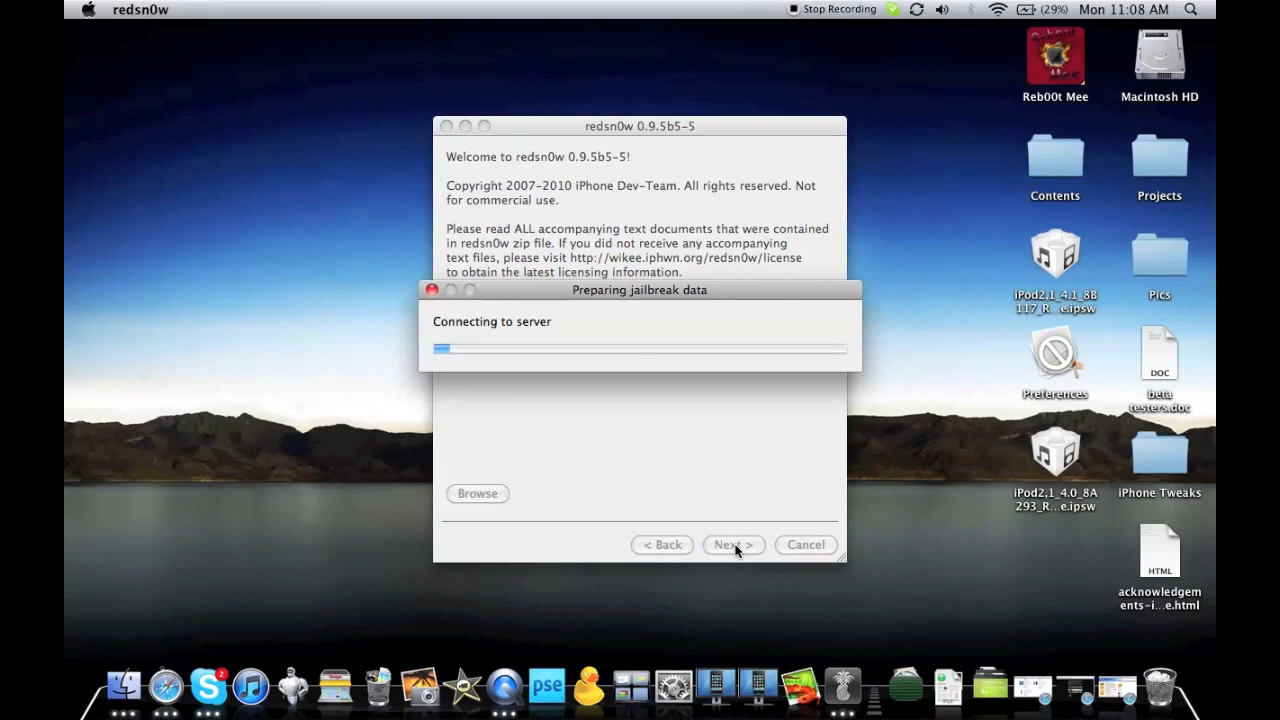 redsn0w
Stop Recording
(29%)
Mon 11:08 AM
redsn0w 0.9.5b5-5
Welcome to redsn0w 0.9.5b5-5!
Copyright 2007-2010 iPhone Dev-Team. All rights reserved. Not
for commercial use.
Please read ALL accompanying text documents that were contained
in redsn0w zip file. If you did not receive any accompanying
text files, please visit http://wikee.iphwn.org/redsn0w/license
to obtain the latest licensing information.
Preparing jailbreak data
Connecting to server
Browse
< Back
Next >
Cancel
Reb00t Mee
Macintosh HD
Contents
Projects
iPod2,1_4.1_8B
117_R...e.ipsw
Pics
Preferences
DOC
beta
testers.doc
iPod2,1_4.0_8A
293_R...e.ipsw
iPhone Tweaks
HTML
acknowledgem
ents-i...e.html
2
pse